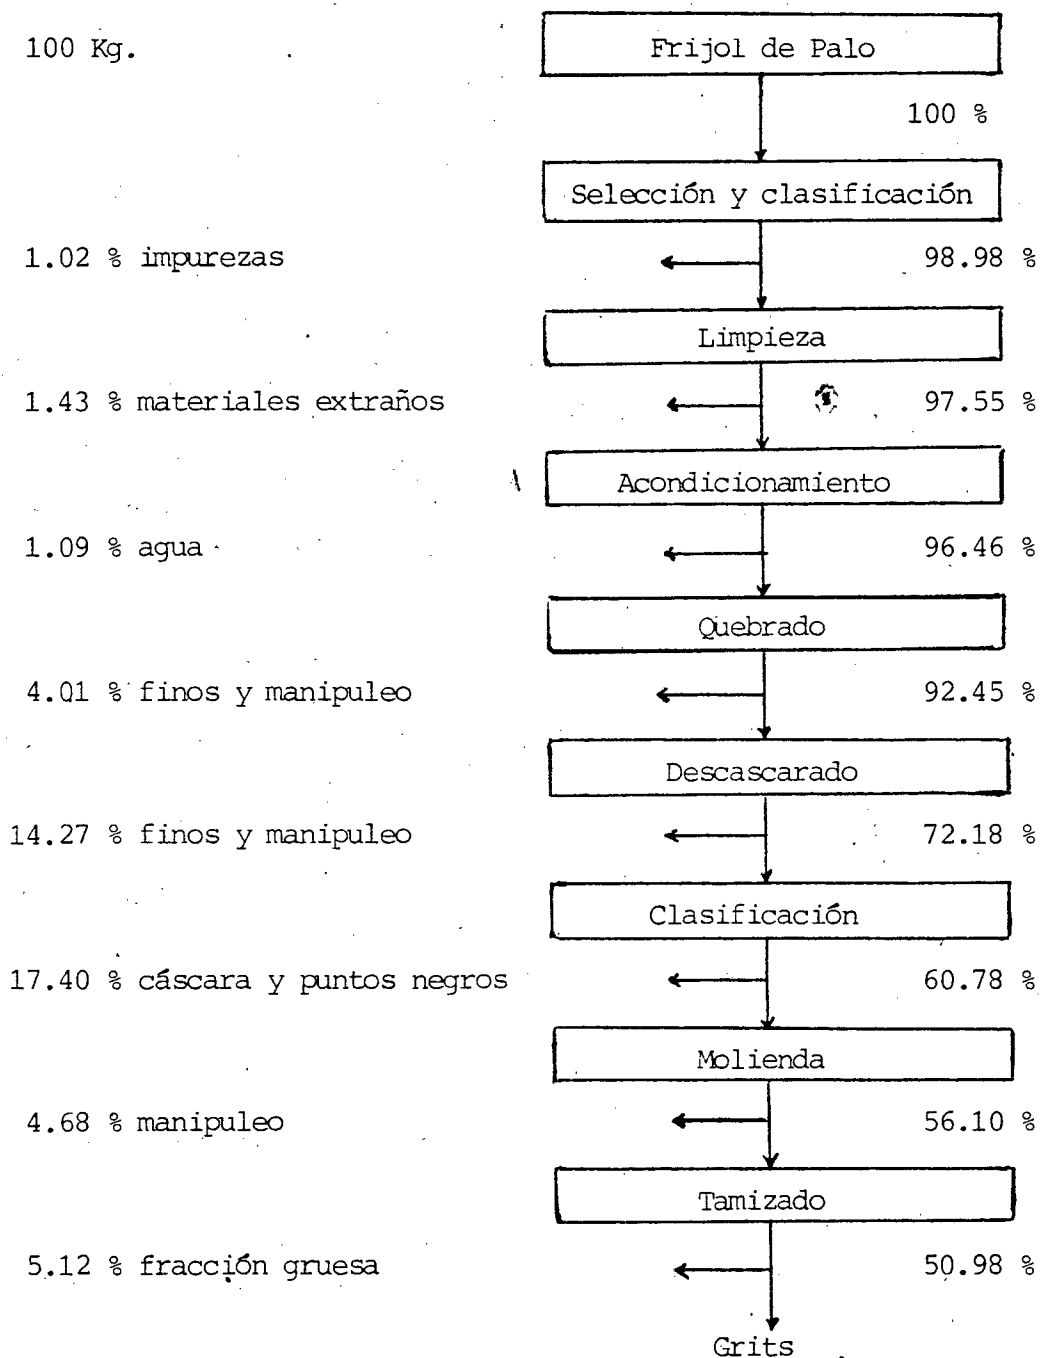 100 Kg.
Frijol de Palo
100 %
Selección y clasificación
1.02 % impurezas
98.98 %
Limpieza
1.43 % materiales extraños
97.55 %
Acondicionamiento
1.09 % agua
96.46 %
Quebrado
4.01 % finos y manipuleo
92.45 %
Descascarado
14.27 % finos y manipuleo
72.18 %
Clasificación
17.40 % cáscara y puntos negros
60.78 %
Molienda
4.68 % manipuleo
56.10 %
Tamizado
5.12 % fracción gruesa
50.98 %
Grits